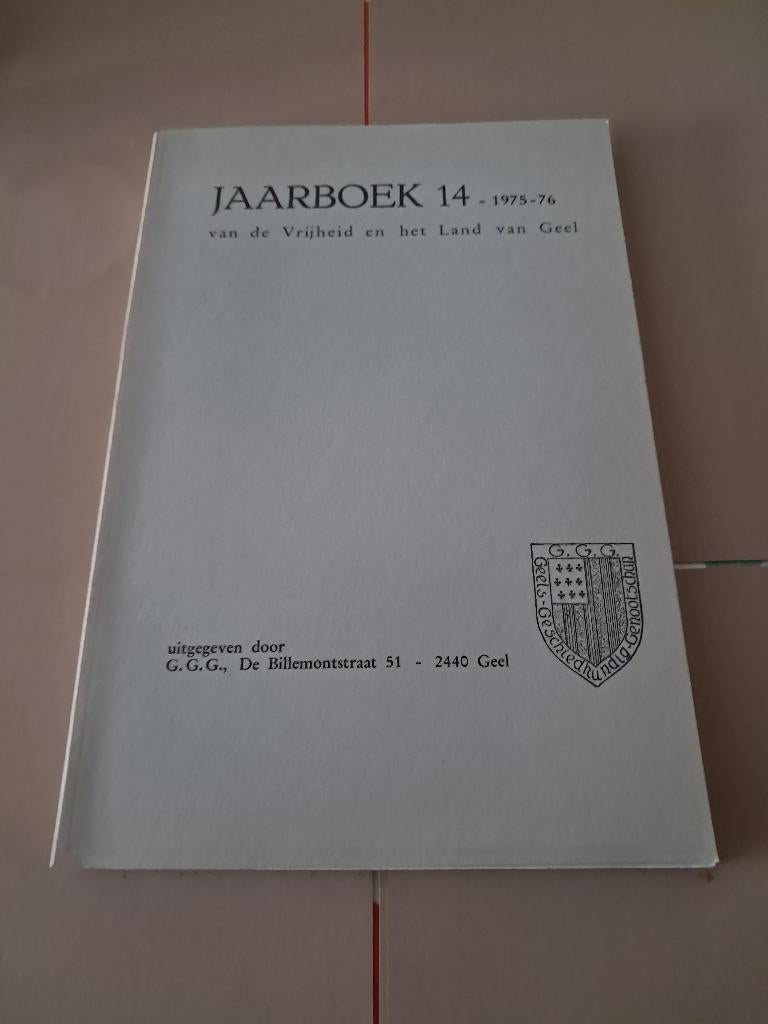 JAARBOEK 14 - 1975-76
van de Vrijheid en het Land van Geel
uitgegeven door
G.G.G., De Billemontstraat 51 - 2440 Geel
G. G. G.
Geels-Geschiedkundig-Genootschap